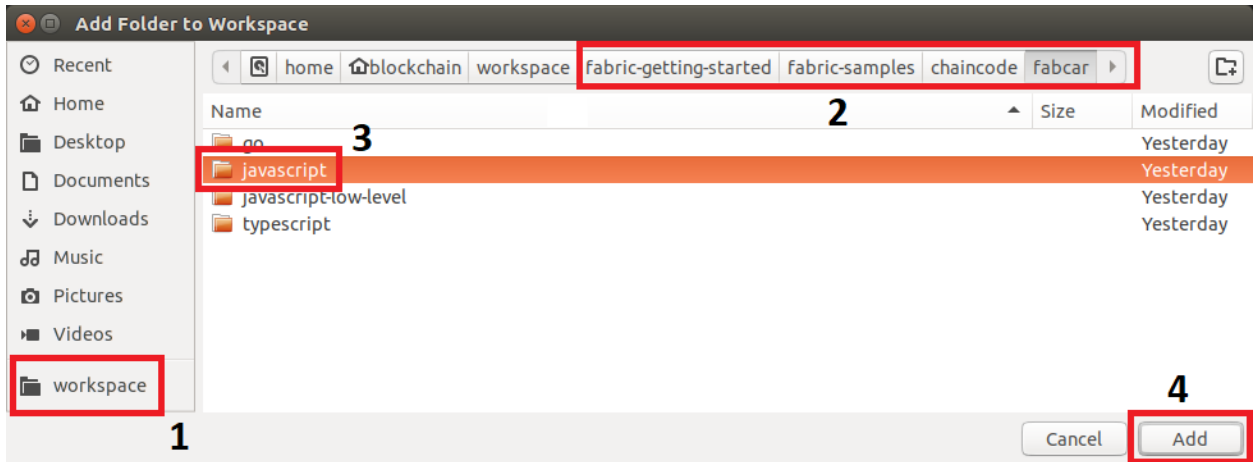 Add Folder to Workspace
Recent
home blockchain workspace fabric-getting-started fabric-samples chaincode fabcar
Home
Name Size Modified
2
3
Desktop
go Yesterday
javascript Yesterday
Documents
javascript-low-level Yesterday
Downloads
typescript Yesterday
Music
Pictures
Videos
workspace
4
1
Cancel Add